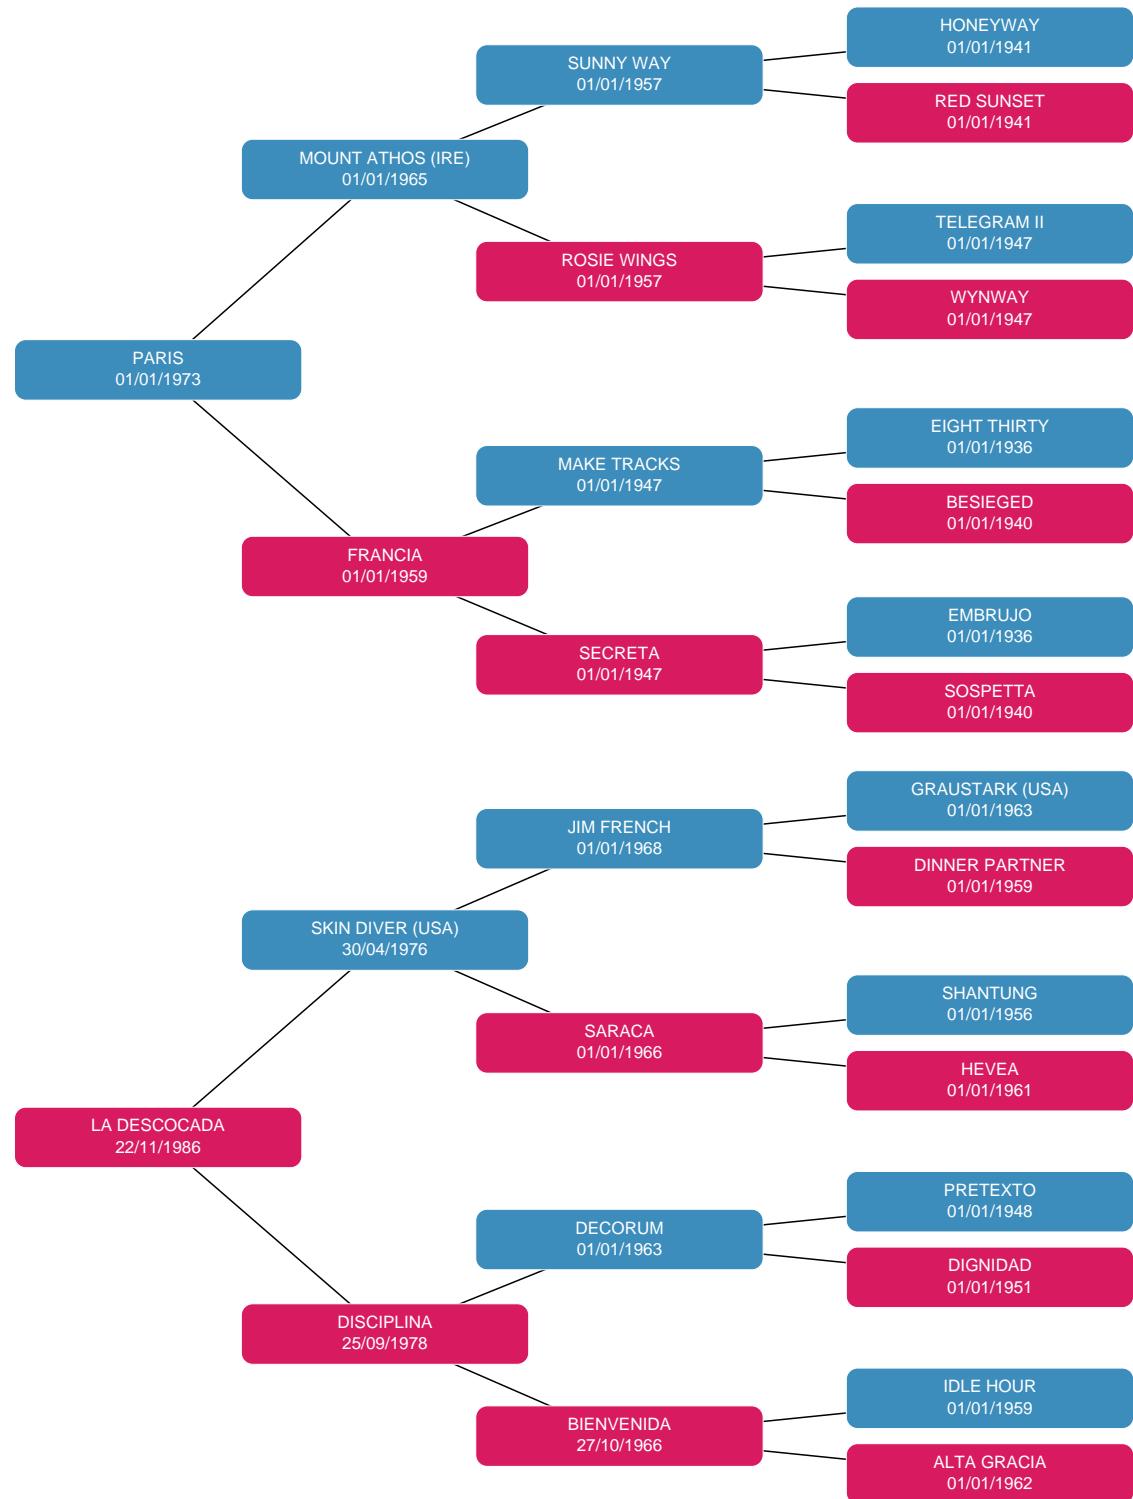 HONEYWAY
01/01/1941
SUNNY WAY
01/01/1957
RED SUNSET
01/01/1941
MOUNT ATHOS (IRE)
01/01/1965
TELEGRAM II
01/01/1947
ROSIE WINGS
01/01/1957
WYNWAY
01/01/1947
PARIS
01/01/1973
EIGHT THIRTY
01/01/1936
MAKE TRACKS
01/01/1947
BESIEGED
01/01/1940
FRANCIA
01/01/1959
EMBRUJO
01/01/1936
SECRETA
01/01/1947
SOSPETTA
01/01/1940
GRAUSTARK (USA)
01/01/1963
JIM FRENCH
01/01/1968
DINNER PARTNER
01/01/1959
SKIN DIVER (USA)
30/04/1976
SHANTUNG
01/01/1956
SARACA
01/01/1966
HEVEA
01/01/1961
LA DESCOCADA
22/11/1986
PRETEXTO
01/01/1948
DECORUM
01/01/1963
DIGNIDAD
01/01/1951
DISCIPLINA
25/09/1978
IDLE HOUR
01/01/1959
BIENVENIDA
27/10/1966
ALTA GRACIA
01/01/1962